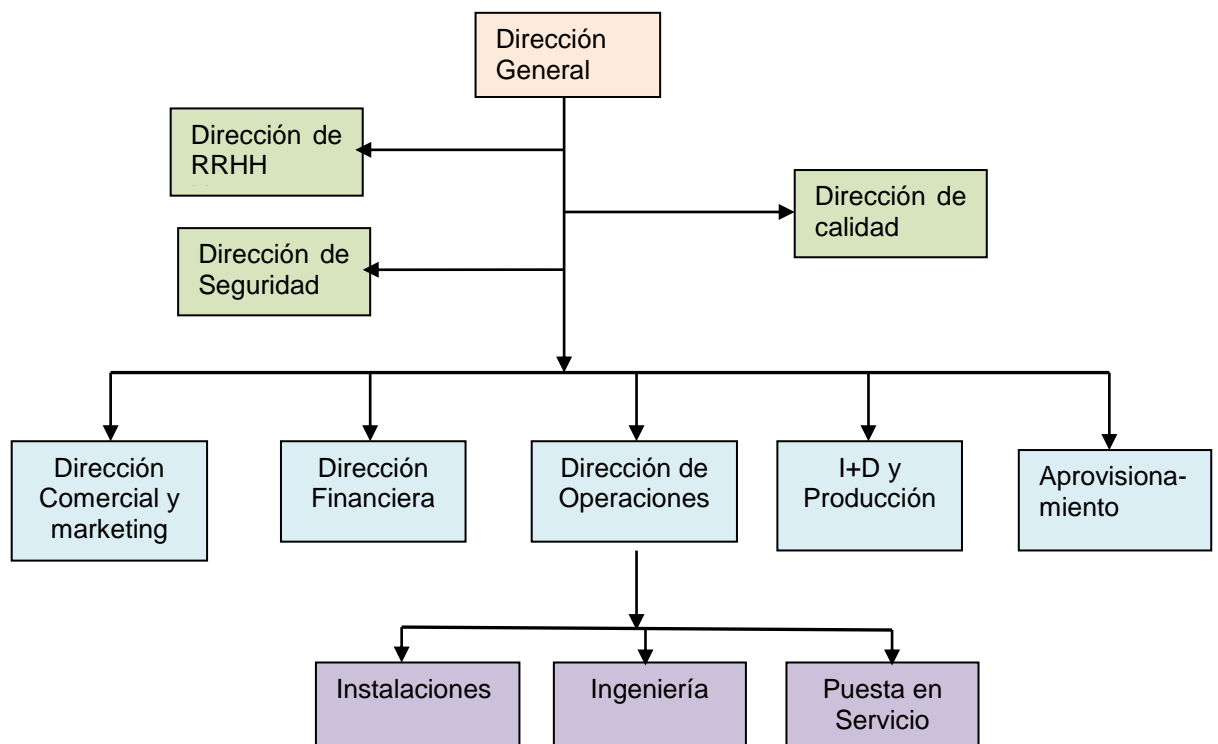 Dirección
General
Dirección de
RRHH
Dirección de
calidad
Dirección de
Seguridad
Dirección
Comercial y
marketing
Dirección
Financiera
Dirección de
Operaciones
I+D y
Producción
Aprovisiona-
miento
Instalaciones
Ingeniería
Puesta en
Servicio